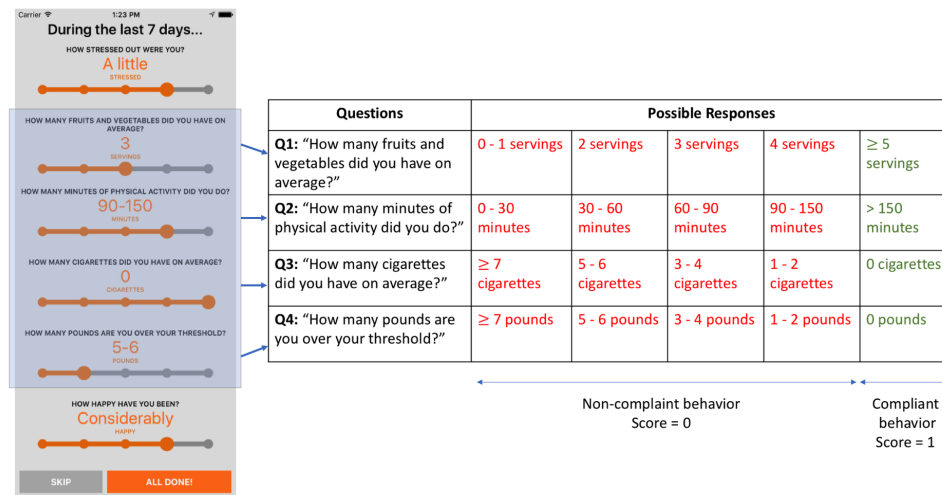 Carrier 1:23 PM
During the last 7 days...
HOW STRESSED OUT WERE YOU?
A little
STRESSED
HOW MANY FRUITS AND VEGETABLES DID YOU HAVE ON
AVERAGE?
3
SERVINGS
HOW MANY MINUTES OF PHYSICAL ACTIVITY DID YOU DO?
90-150
MINUTES
HOW MANY CIGARETTES DID YOU HAVE ON AVERAGE?
0
CIGARETTES
HOW MANY POUNDS ARE YOU OVER YOUR THRESHOLD?
5-6
POUNDS
HOW HAPPY HAVE YOU BEEN?
Considerably
HAPPY
SKIP ALL DONE!
Questions Possible Responses
Q1: “How many fruits and 0 - 1 servings 2 servings 3 servings 4 servings ≥ 5
vegetables did you have on servings
average?”
Q2: “How many minutes of 0 - 30 30 - 60 60 - 90 90 - 150 > 150
physical activity did you do?” minutes minutes minutes minutes minutes
Q3: “How many cigarettes ≥ 7 5 - 6 3 - 4 1 - 2 0 cigarettes
did you have on average?” cigarettes cigarettes cigarettes cigarettes
Q4: “How many pounds are ≥ 7 pounds 5 - 6 pounds 3 - 4 pounds 1 - 2 pounds 0 pounds
you over your threshold?”
Non-complaint behavior Compliant
Score = 0 behavior
Score = 1